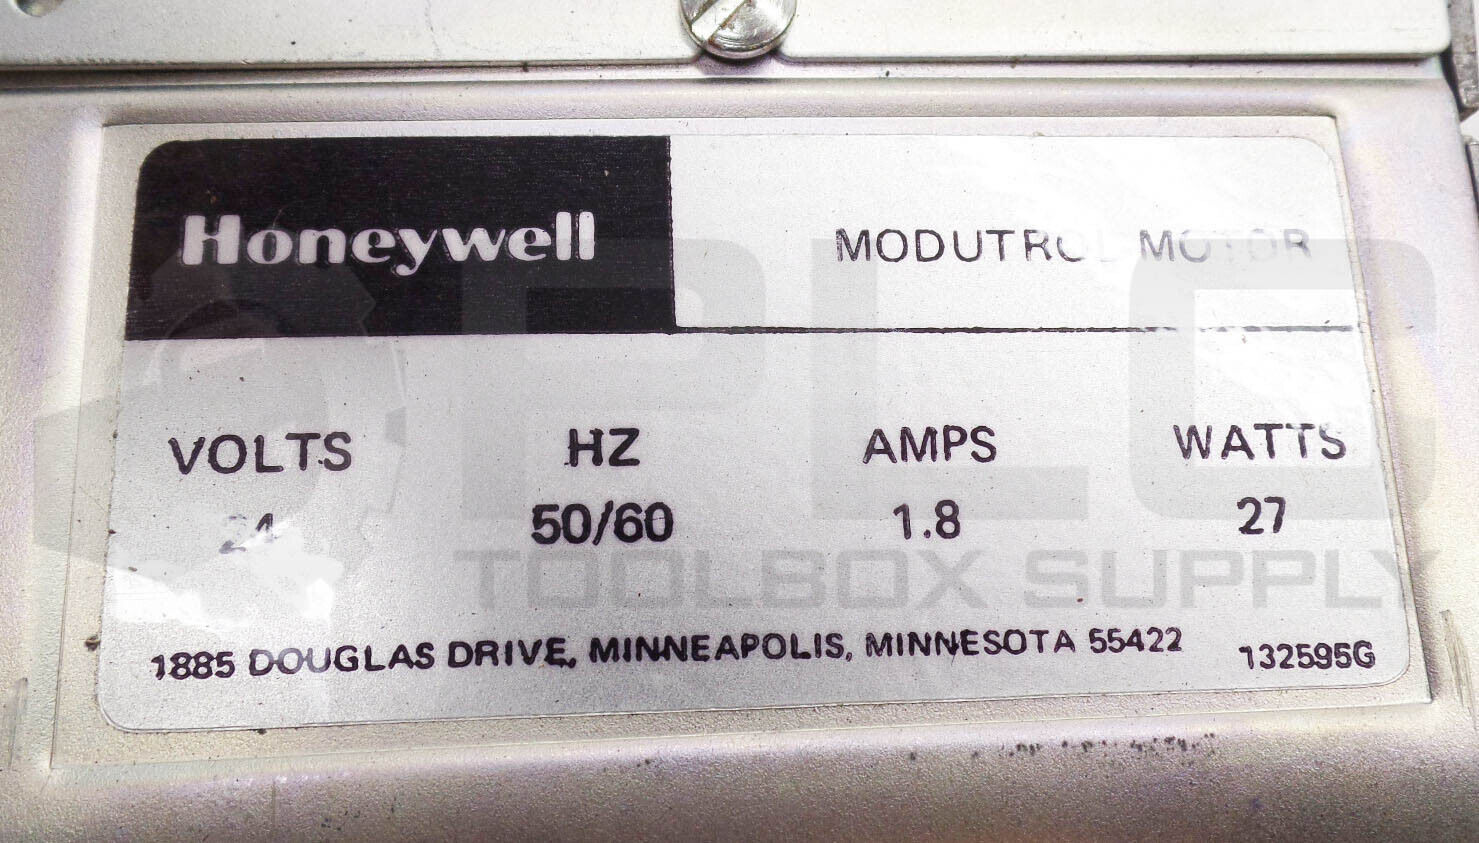 Honeywell
MODUTROL MOTOR
VOLTS HZ AMPS WATTS
24 50/60 1.8 27
1885 DOUGLAS DRIVE, MINNEAPOLIS, MINNESOTA 55422 132595G
PLC
TOOLBOX SUPPLY